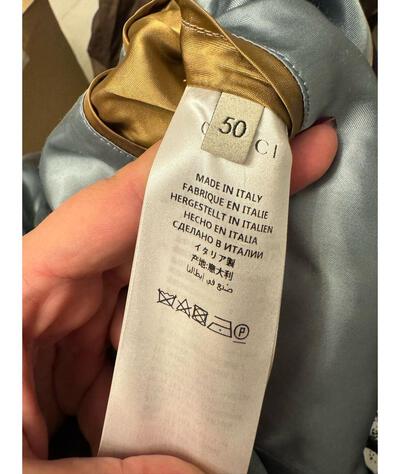 50
G CI
MADE IN ITALY
FABRIQUE EN ITALIE
HERGESTELLT IN ITALIEN
HECHO EN ITALIA
СДЕЛАНО В ИТАЛИИ
イタリア製
产地:意大利
صنع في إيطاليا
P